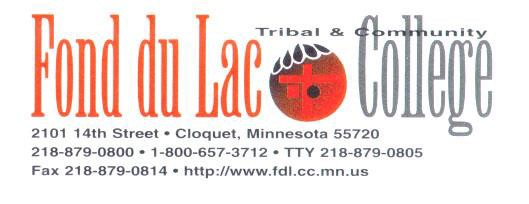 Tribal & Community
Fond du Lac College
2101 14th Street • Cloquet, Minnesota 55720
218-879-0800 • 1-800-657-3712 • TTY 218-879-0805
Fax 218-879-0814 • http://www.fdl.cc.mn.us